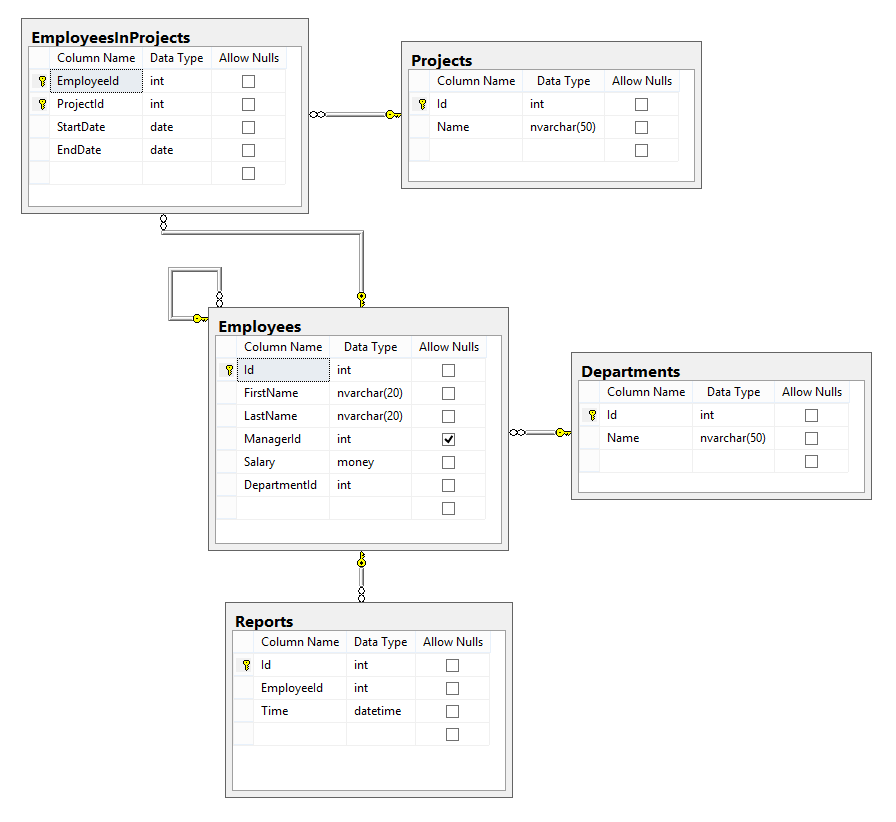 EmployeesInProjects
Column Name Data Type Allow Nulls
EmployeeId int
ProjectId int
StartDate date
EndDate date
Projects
Column Name Data Type Allow Nulls
Id int
Name nvarchar(50)
Employees
Column Name Data Type Allow Nulls
Id int
FirstName nvarchar(20)
LastName nvarchar(20)
ManagerId int
Salary money
DepartmentId int
Departments
Column Name Data Type Allow Nulls
Id int
Name nvarchar(50)
Reports
Column Name Data Type Allow Nulls
Id int
EmployeeId int
Time datetime